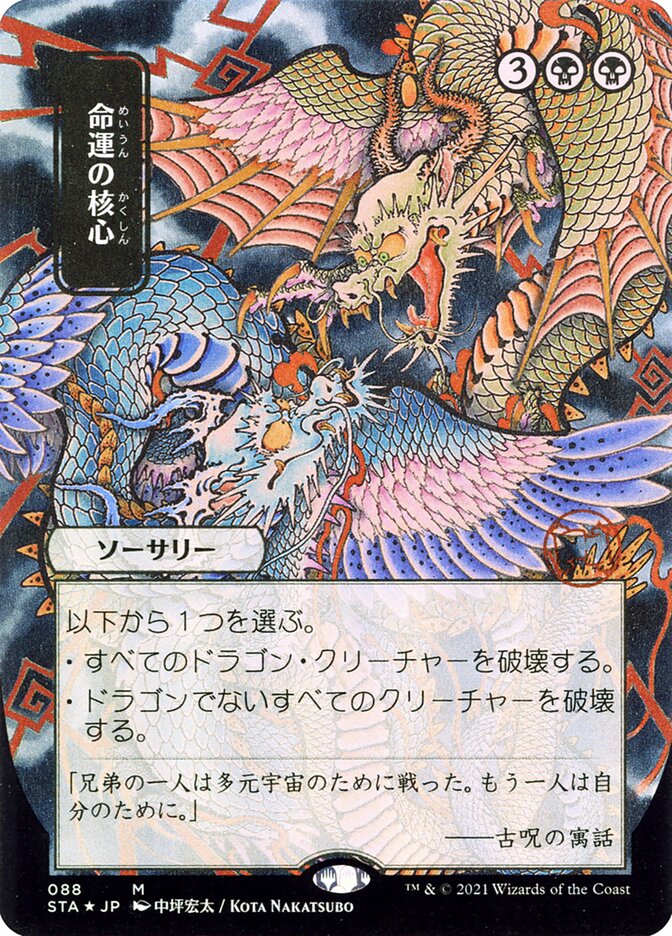 命運の核心
めいうん
かくしん
3
ソーサリー
以下から1つを選ぶ。
・すべてのドラゴン・クリーチャーを破壊する。
・ドラゴンでないすべてのクリーチャーを破壊
する。
「兄弟の一人は多元宇宙のために戦った。もう一人は自
分のために。」
──古呪の寓話
088 M
STA★JP 中坪宏太 / KOTA NAKATSUBO
™ & © 2021 Wizards of the Coast